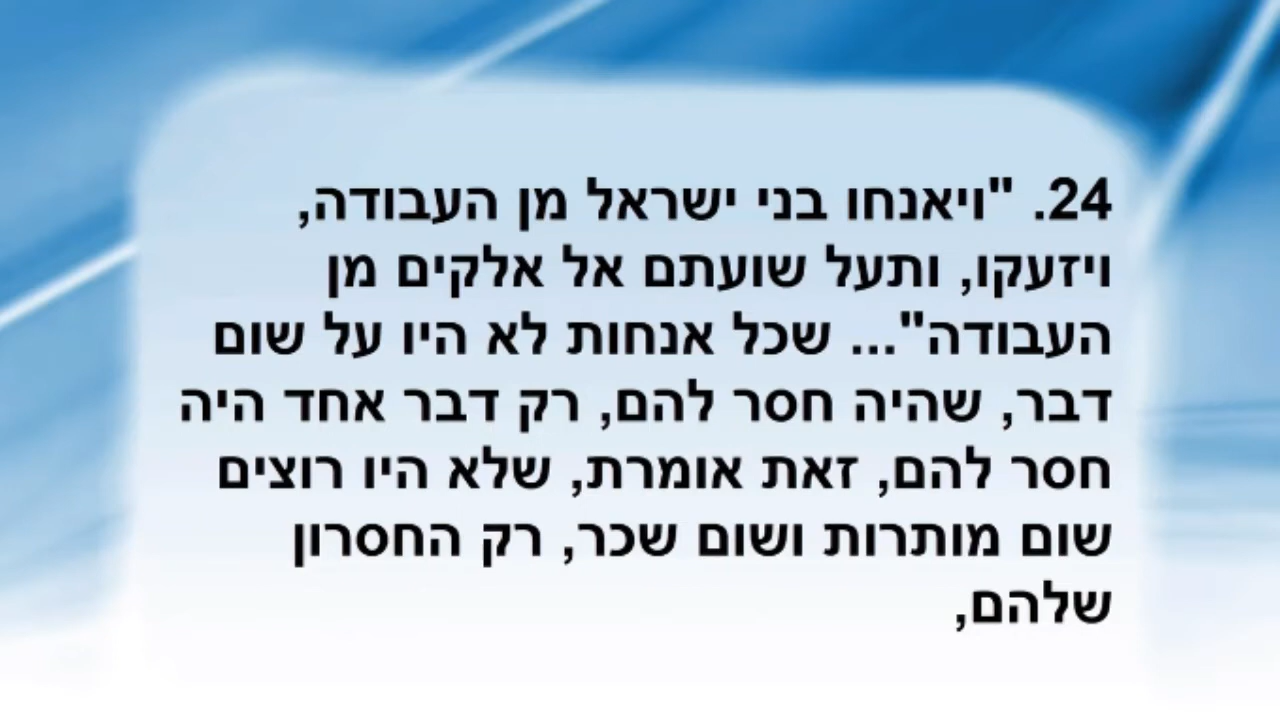 24. "ויאנחו בני ישראל מן העבודה,
ויזעקו, ותעל שועתם אל אלקים מן
העבודה"... שכל אנחות לא היו על שום
דבר, שהיה חסר להם, רק דבר אחד היה
חסר להם, זאת אומרת, שלא היו רוצים
שום מותרות ושום שכר, רק החסרון
שלהם,